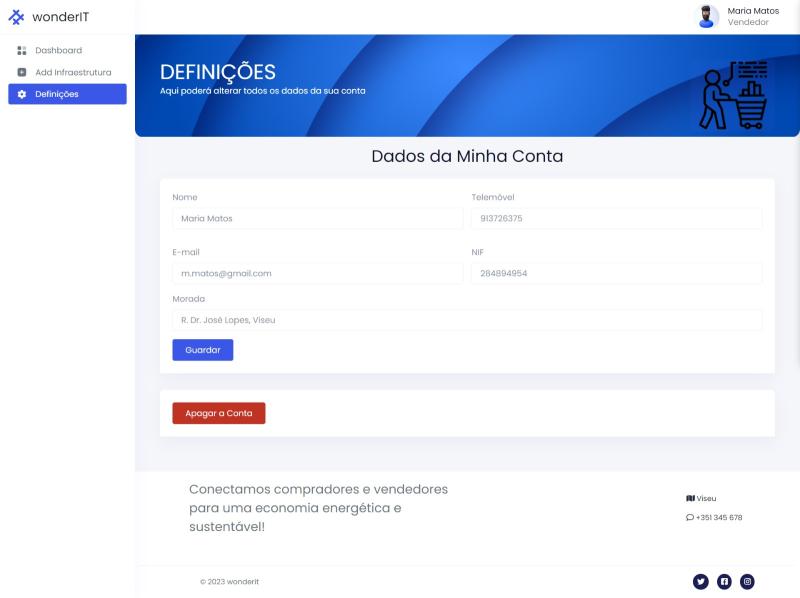 wonderIT
Maria Matos
Vendedor
Dashboard
Add Infraestrutura
Definições
DEFINIÇÕES
Aqui poderá alterar todos os dados da sua conta
Dados da Minha Conta
Nome
Telemóvel
Maria Matos
913726375
E-mail
NIF
m.matos@gmail.com
284894954
Morada
R. Dr. José Lopes, Viseu
Guardar
Apagar a Conta
Conectamos compradores e vendedores
para uma economia energética e
sustentável!
Viseu
+351 345 678
© 2023 wonderit